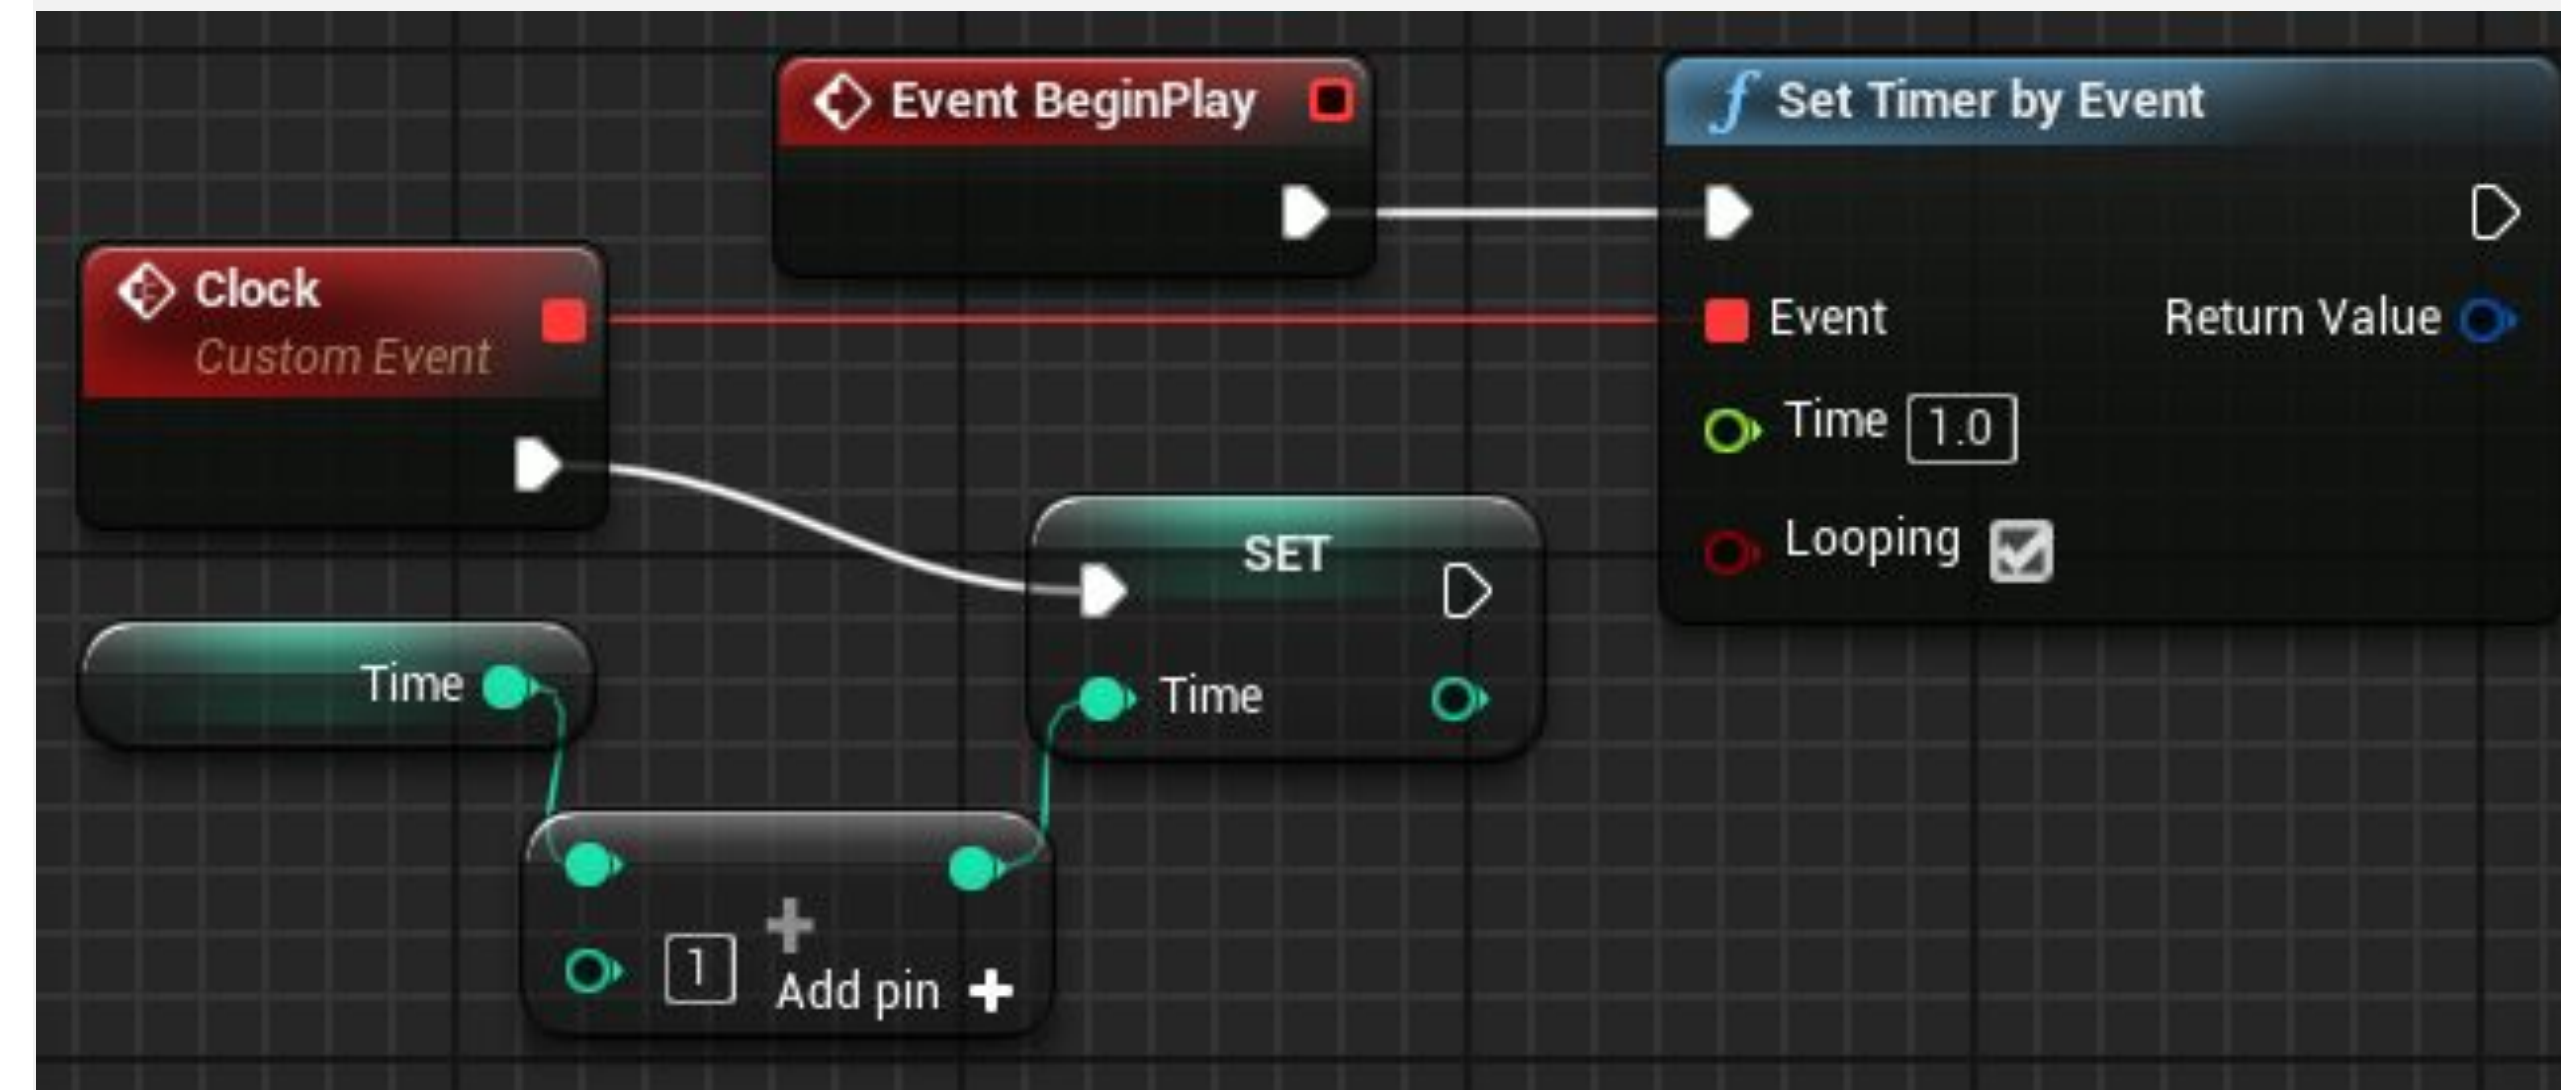 Event BeginPlay
Set Timer by Event
Clock
Custom Event
Event
Return Value
Time 1.0
Looping
SET
Time
Time
1
Add pin